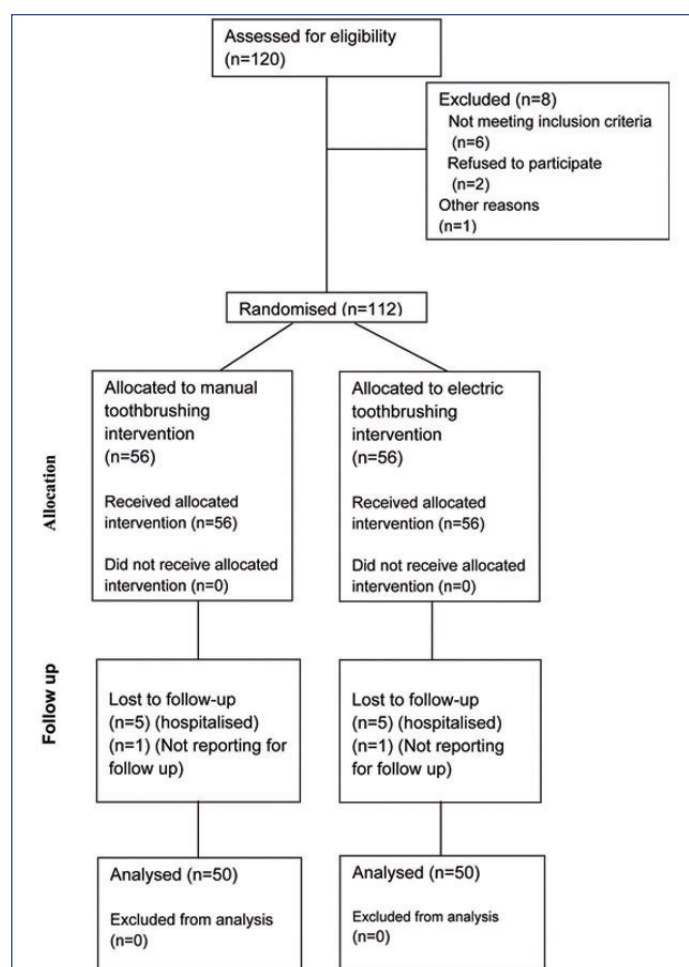 Assessed for eligibility
(n=120)
Excluded (n=8)
Not meeting inclusion criteria
(n=6)
Refused to participate
(n=2)
Other reasons
(n=1)
Randomised (n=112)
Allocation
Allocated to manual
toothbrushing
intervention
(n=56)
Received allocated
intervention (n=56)
Did not receive allocated
intervention (n=0)
Allocated to electric
toothbrushing
intervention
(n=56)
Received allocated
intervention (n=56)
Did not receive allocated
intervention (n=0)
Follow up
Lost to follow-up
(n=5) (hospitalised)
(n=1) (Not reporting for
follow up)
Lost to follow-up
(n=5) (hospitalised)
(n=1) (Not reporting
for follow up)
Analysed (n=50)
Excluded from analysis
(n=0)
Analysed (n=50)
Excluded from analysis
(n=0)